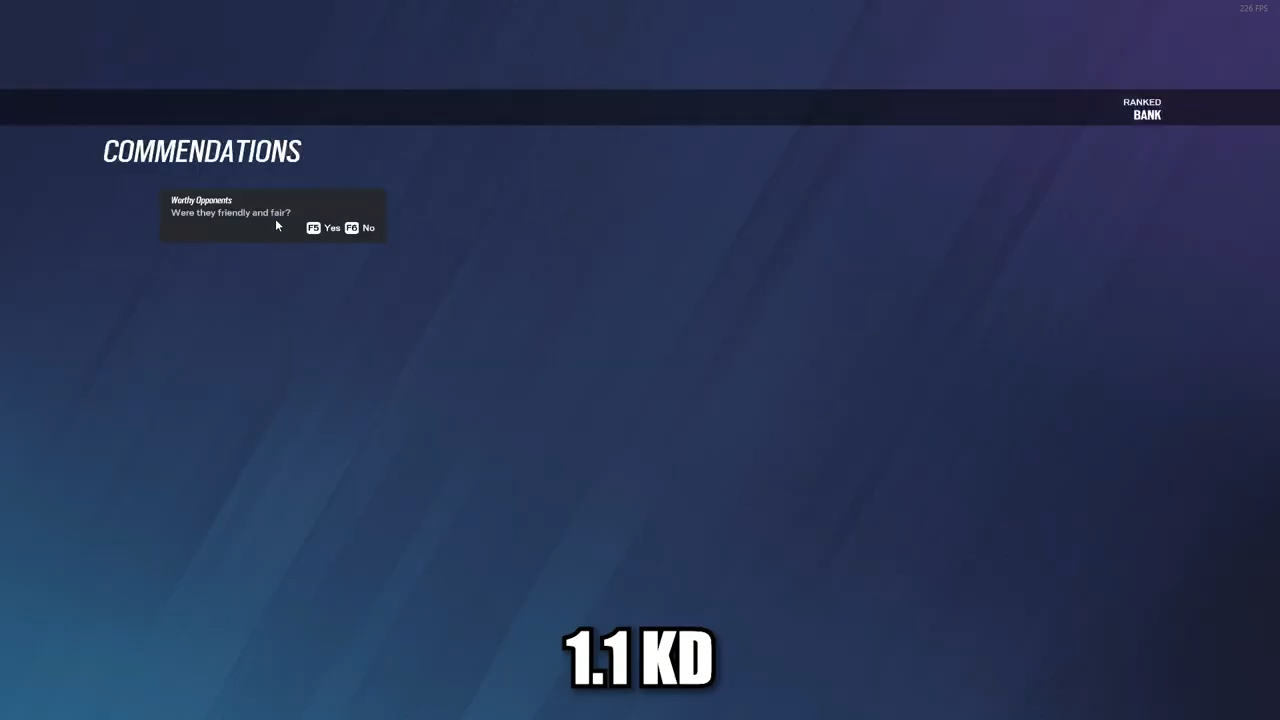 226 FPS
RANKED
BANK
COMMENDATIONS
Worthy Opponents
Were they friendly and fair?
F5 Yes F6 No
1.1 KD